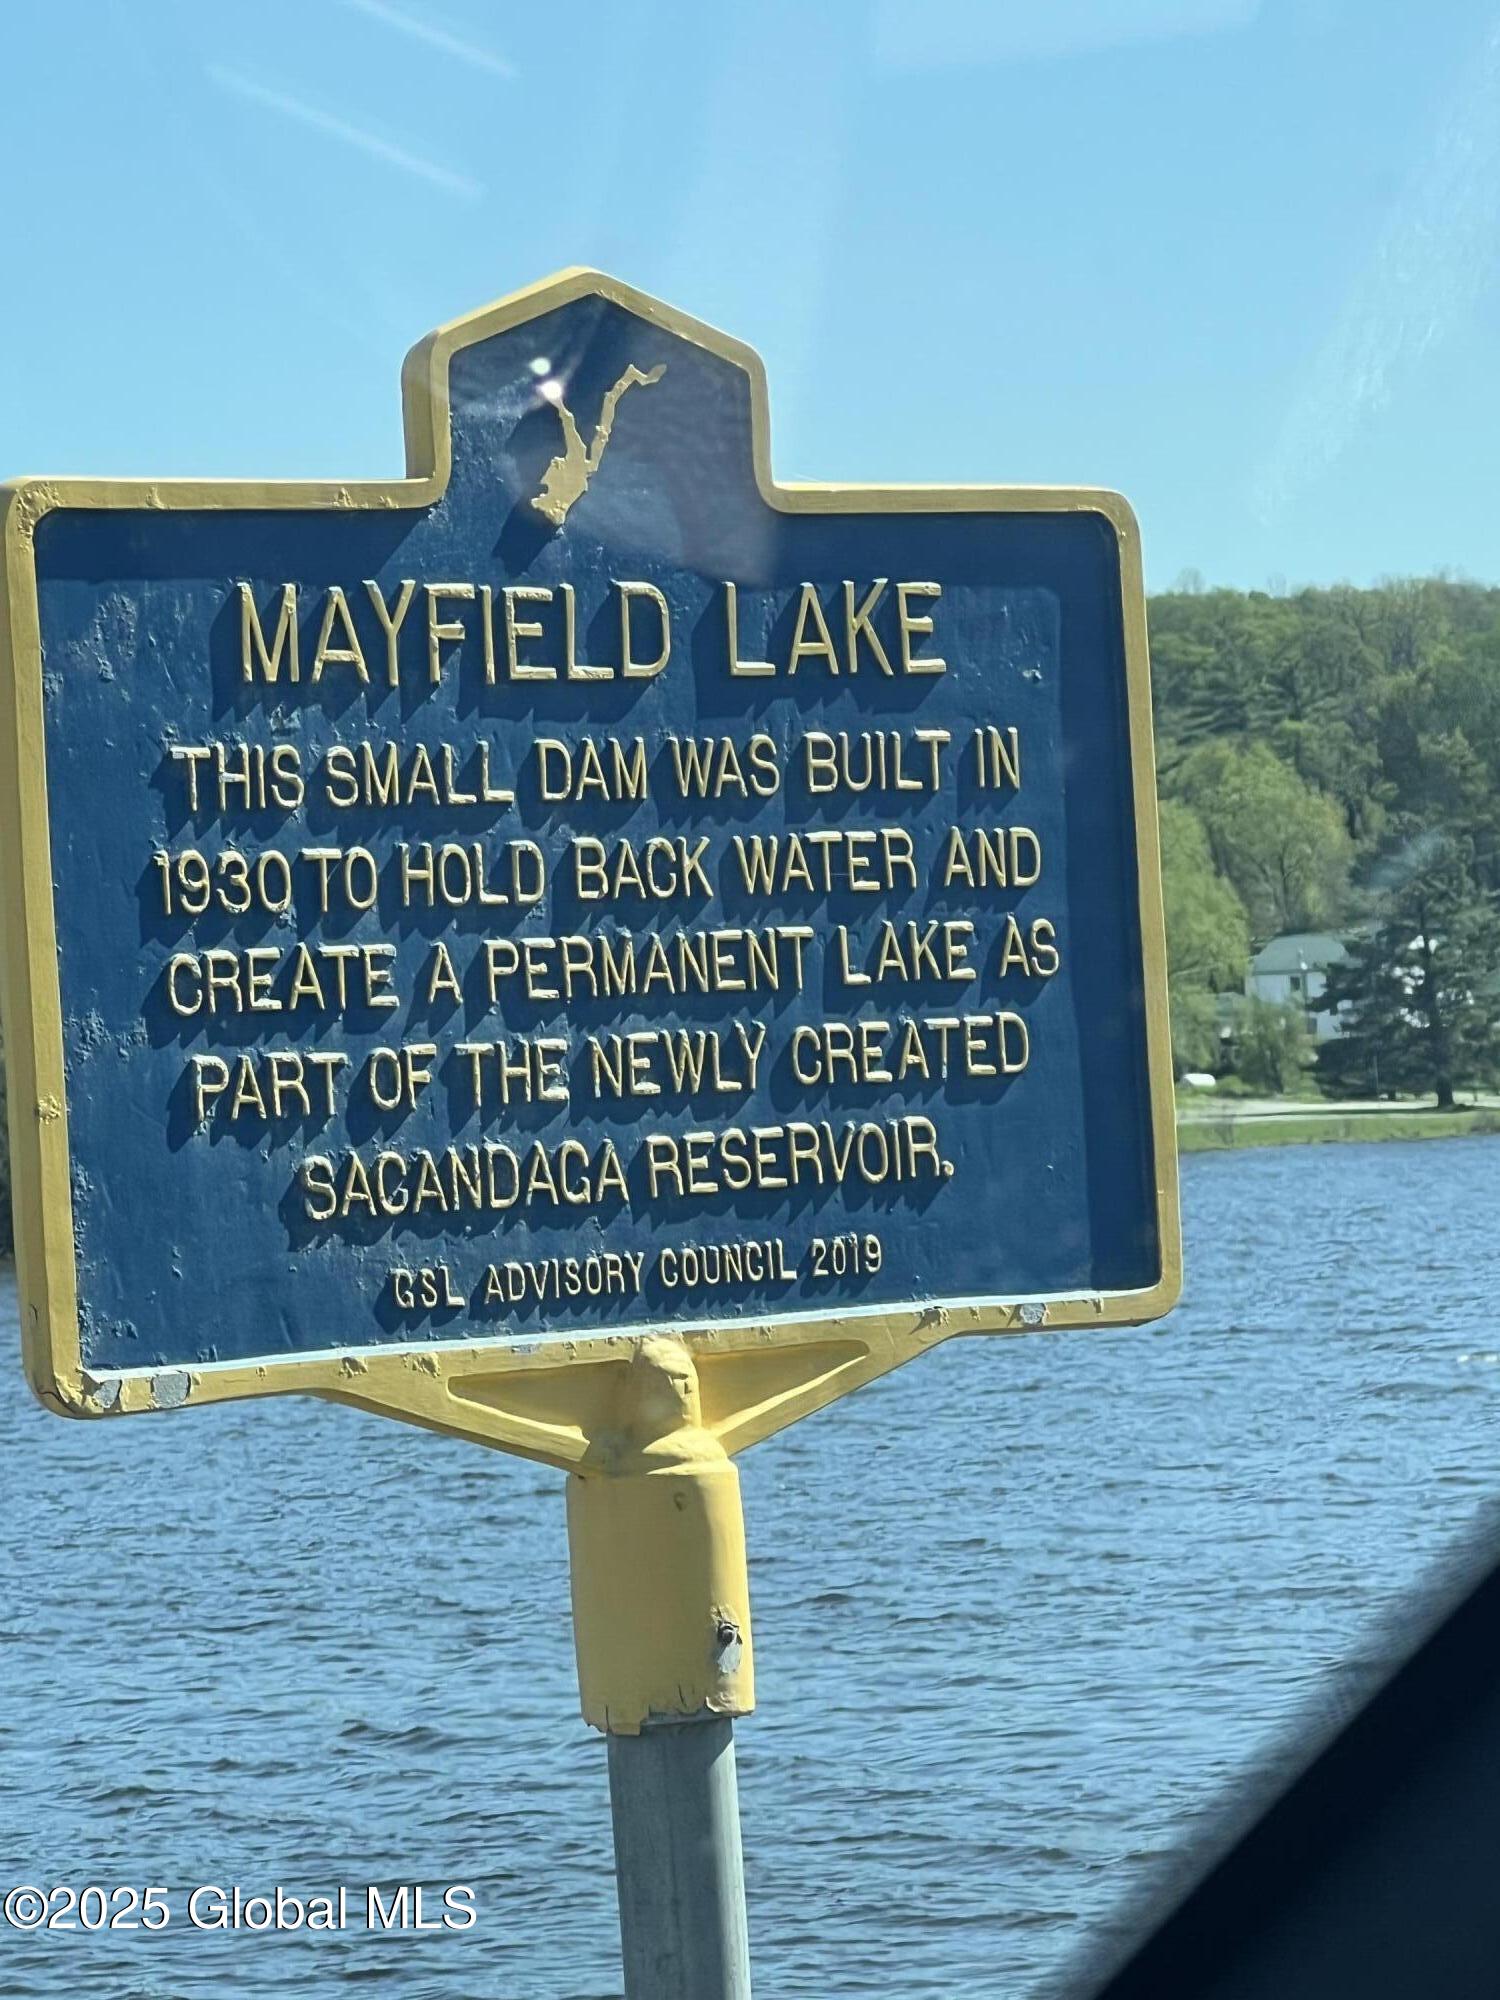 MAYFIELD LAKE
THIS SMALL DAM WAS BUILT IN
1930 TO HOLD BACK WATER AND
CREATE A PERMANENT LAKE AS
PART OF THE NEWLY CREATED
SACANDAGA RESERVOIR.
GSL ADVISORY COUNCIL 2019
©2025 Global MLS